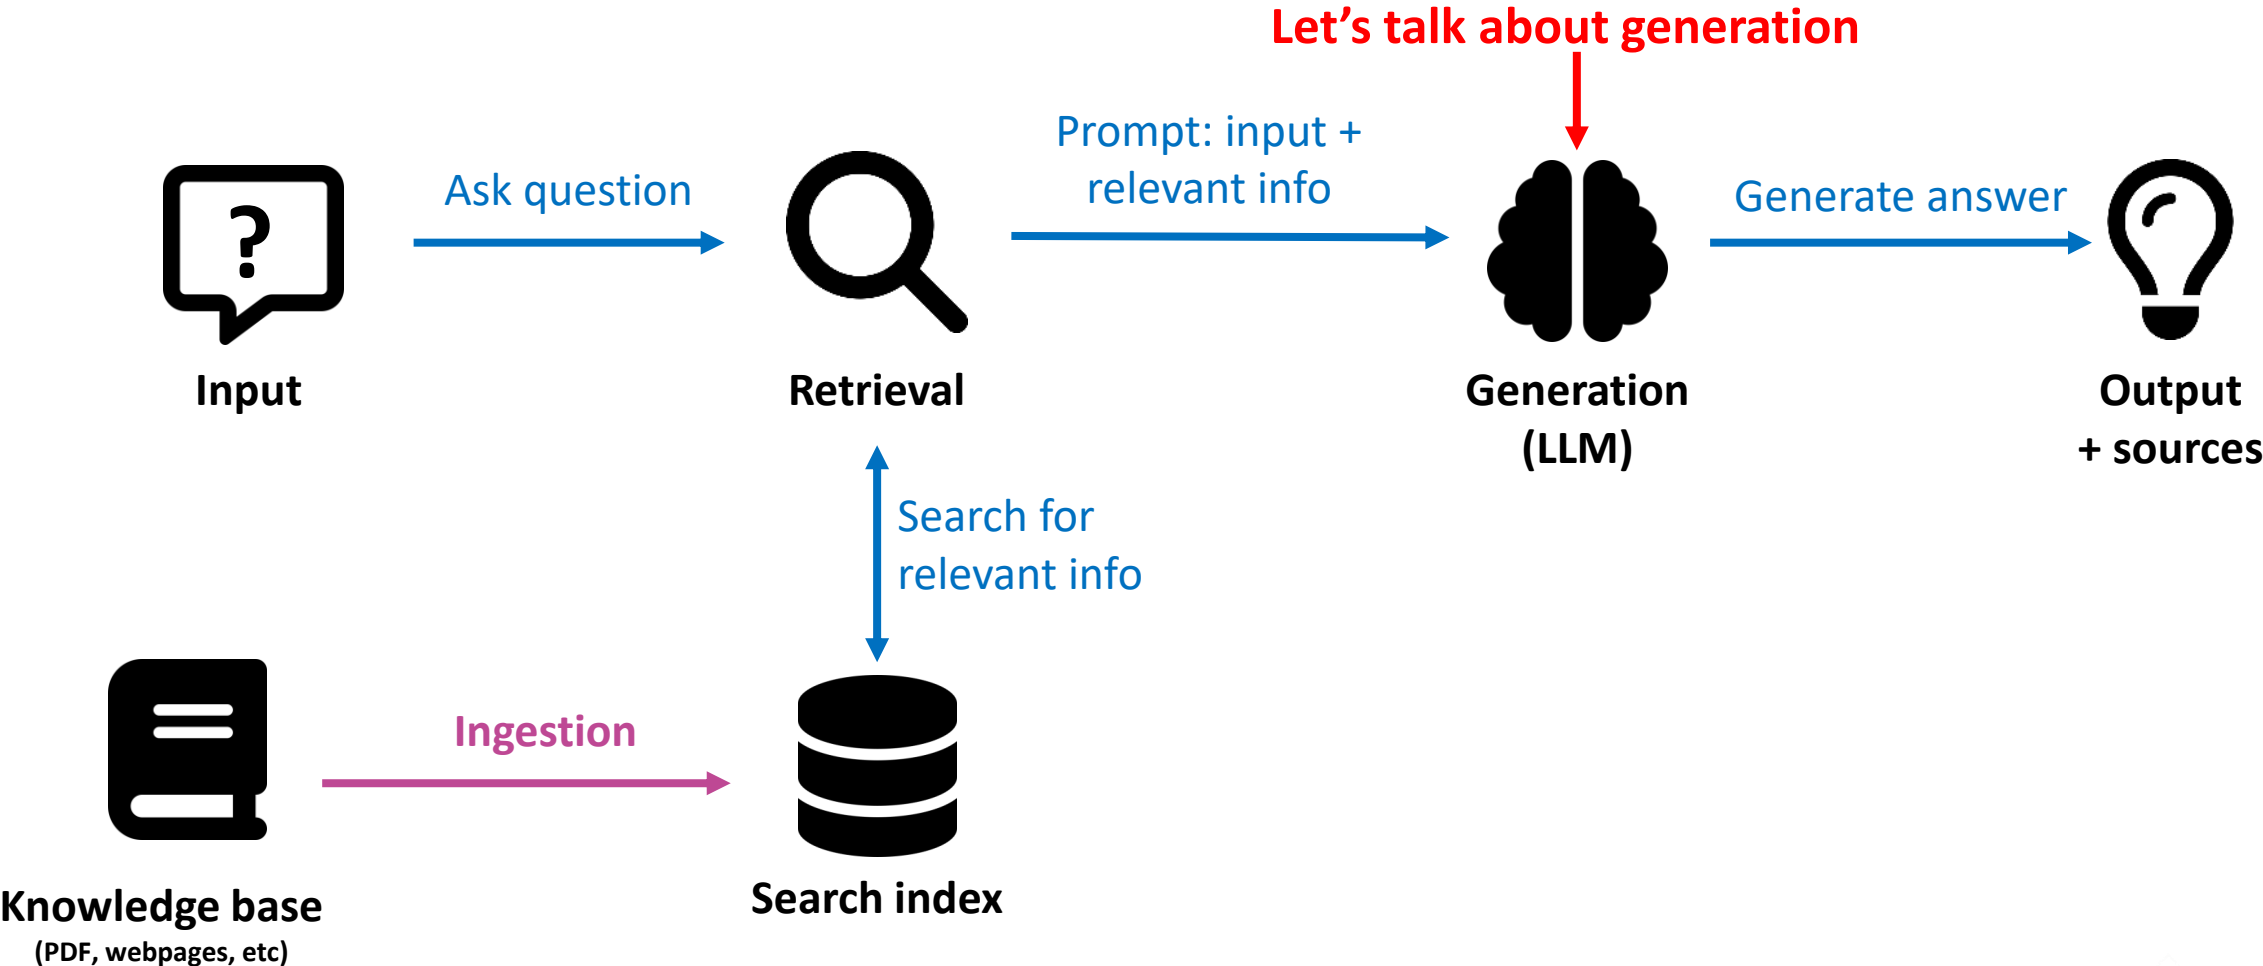 Let’s talk about generation
Prompt: input +
relevant info
Ask question
Generate answer
?
Input
Retrieval
Generation
(LLM)
Output
+ sources
Search for
relevant info
Ingestion
Search index
Knowledge base
(PDF, webpages, etc)